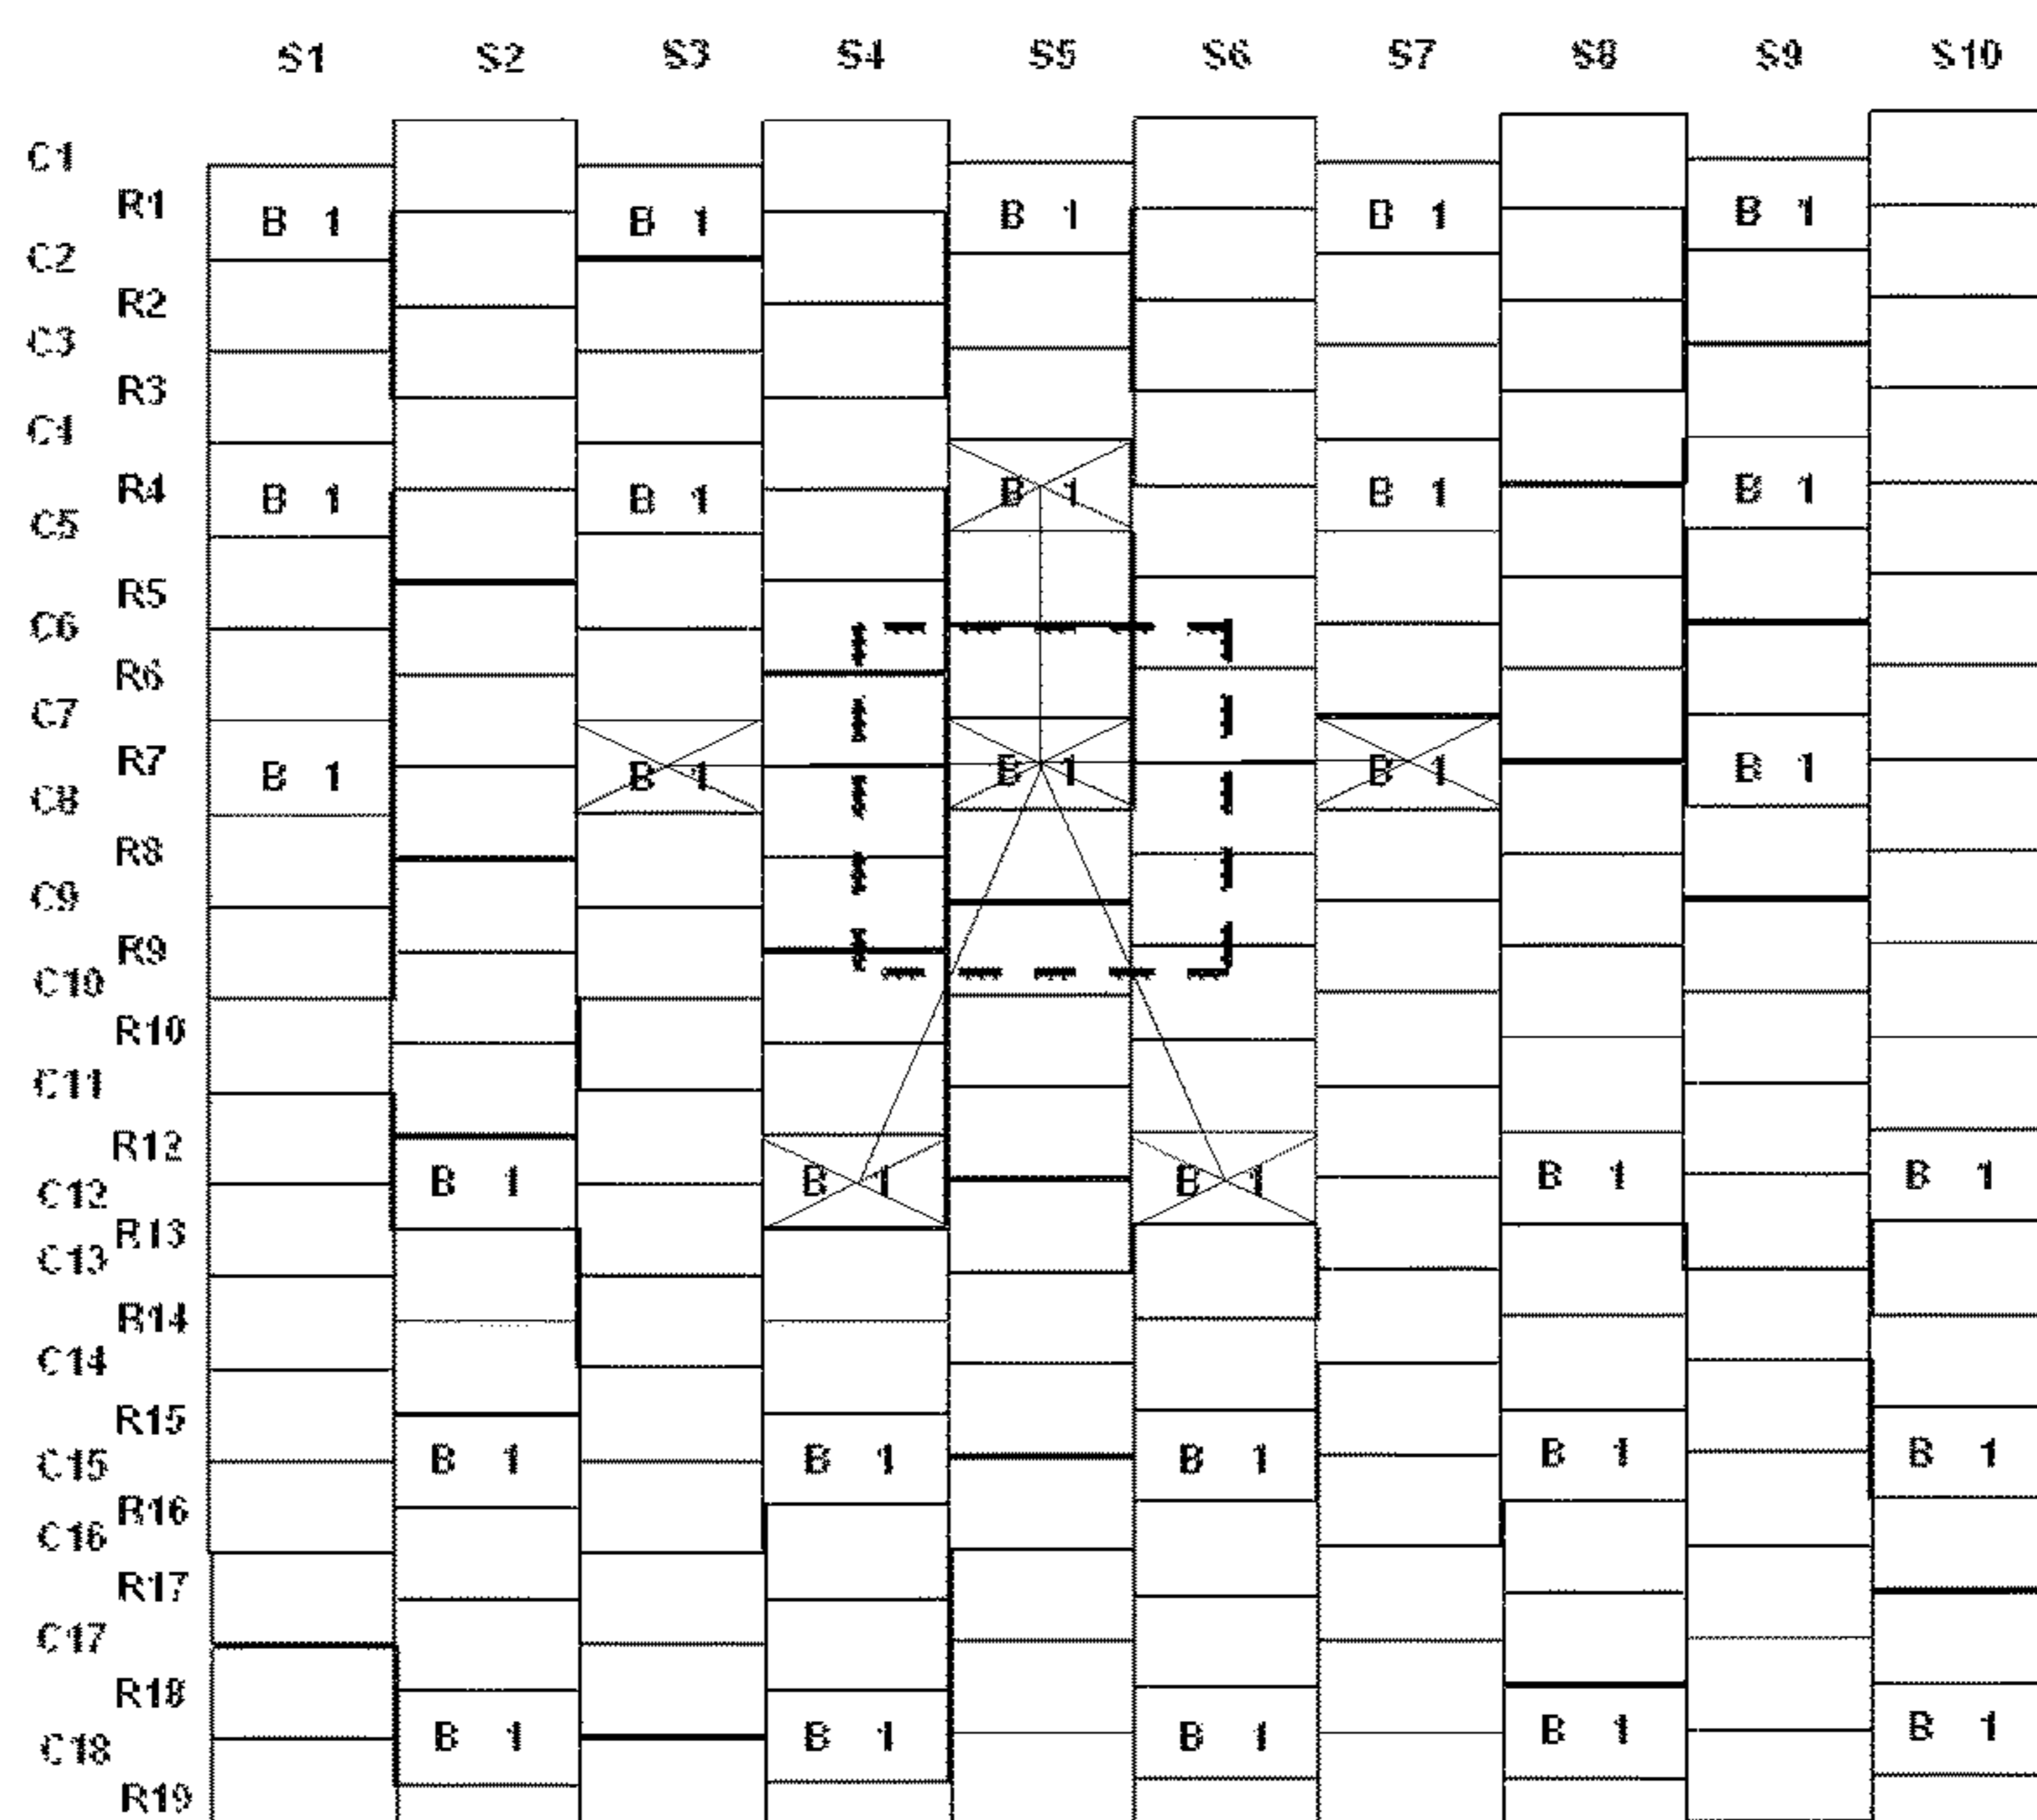 S1 S2 S3 S4 S5 S6 S7 S8 S9 S10
C1
R1 B 1 B 1 B 1 B 1 B 1
C2
R2
C3
R3
C4
R4 B 1 B 1 B 1 B 1 B 1
C5
R5
C6
R6
C7
R7 B 1 B 1 B 1 B 1 B 1
C8
R8
C9
R9
C10
R10
C11
R12
B 1 B 1 B 1 B 1 B 1
C12
R13
C13
R14
C14
R15
C15 B 1 B 1 B 1 B 1 B 1
R16
C16
R17
C17
R18
C18 B 1 B 1 B 1 B 1 B 1
R19